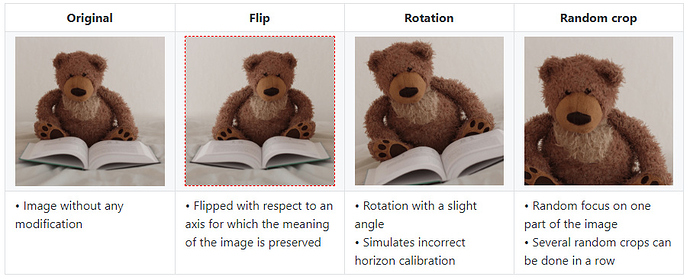 Original
Flip
Rotation
Random crop
• Image without any
modification
• Flipped with respect to an
axis for which the meaning
of the image is preserved
• Rotation with a slight
angle
• Simulates incorrect
horizon calibration
• Random focus on one
part of the image
• Several random crops can
be done in a row